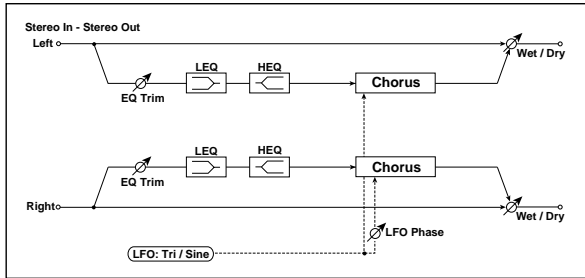 Stereo In - Stereo Out
Left
Wet / Dry
LEQ
HEQ
EQ Trim
Chorus
LEQ
HEQ
EQ Trim
Chorus
Right
LFO Phase
Wet / Dry
LFO: Tri / Sine